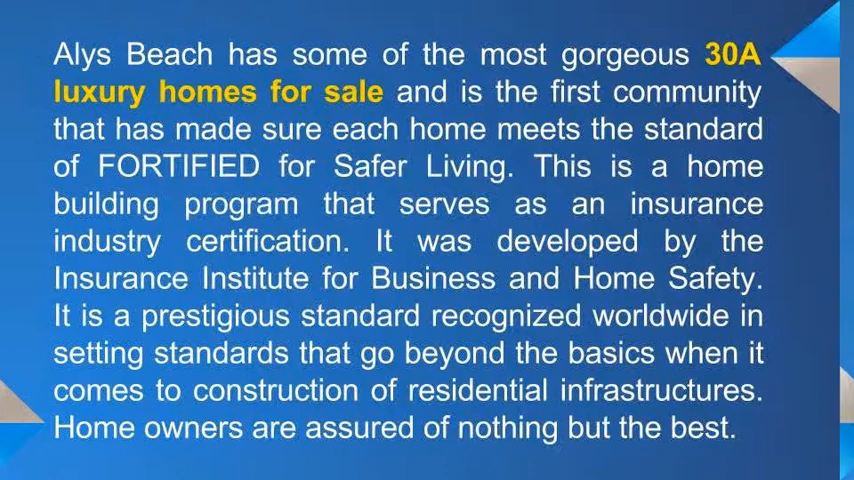 Alys Beach has some of the most gorgeous 30A
luxury homes for sale and is the first community
that has made sure each home meets the standard
of FORTIFIED for Safer Living. This is a home
building program that serves as an insurance
industry certification. It was developed by the
Insurance Institute for Business and Home Safety.
It is a prestigious standard recognized worldwide in
setting standards that go beyond the basics when it
comes to construction of residential infrastructures.
Home owners are assured of nothing but the best.